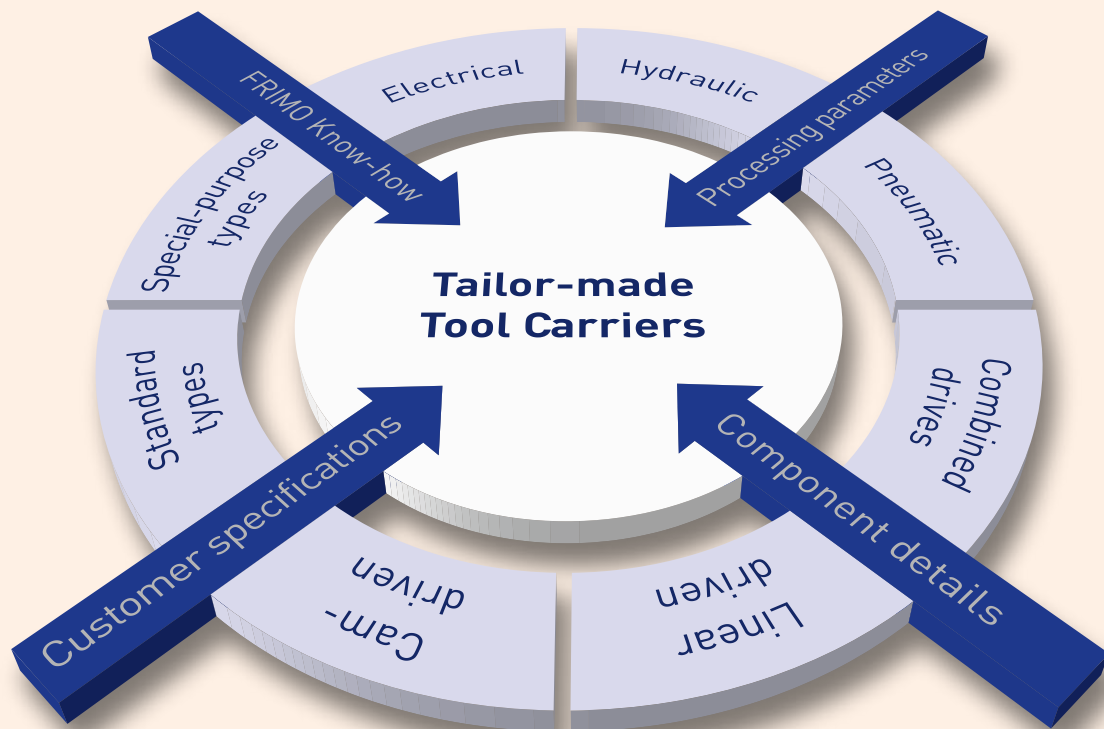 FRIMO Know-how
Electrical
Hydraulic
Processing parameters
Special-purpose
types
Pneumatic
Tailor-made
Tool Carriers
Standard
types
Combined
drives
Customer specifications
Component details
Cam-
driven
Linear
driven